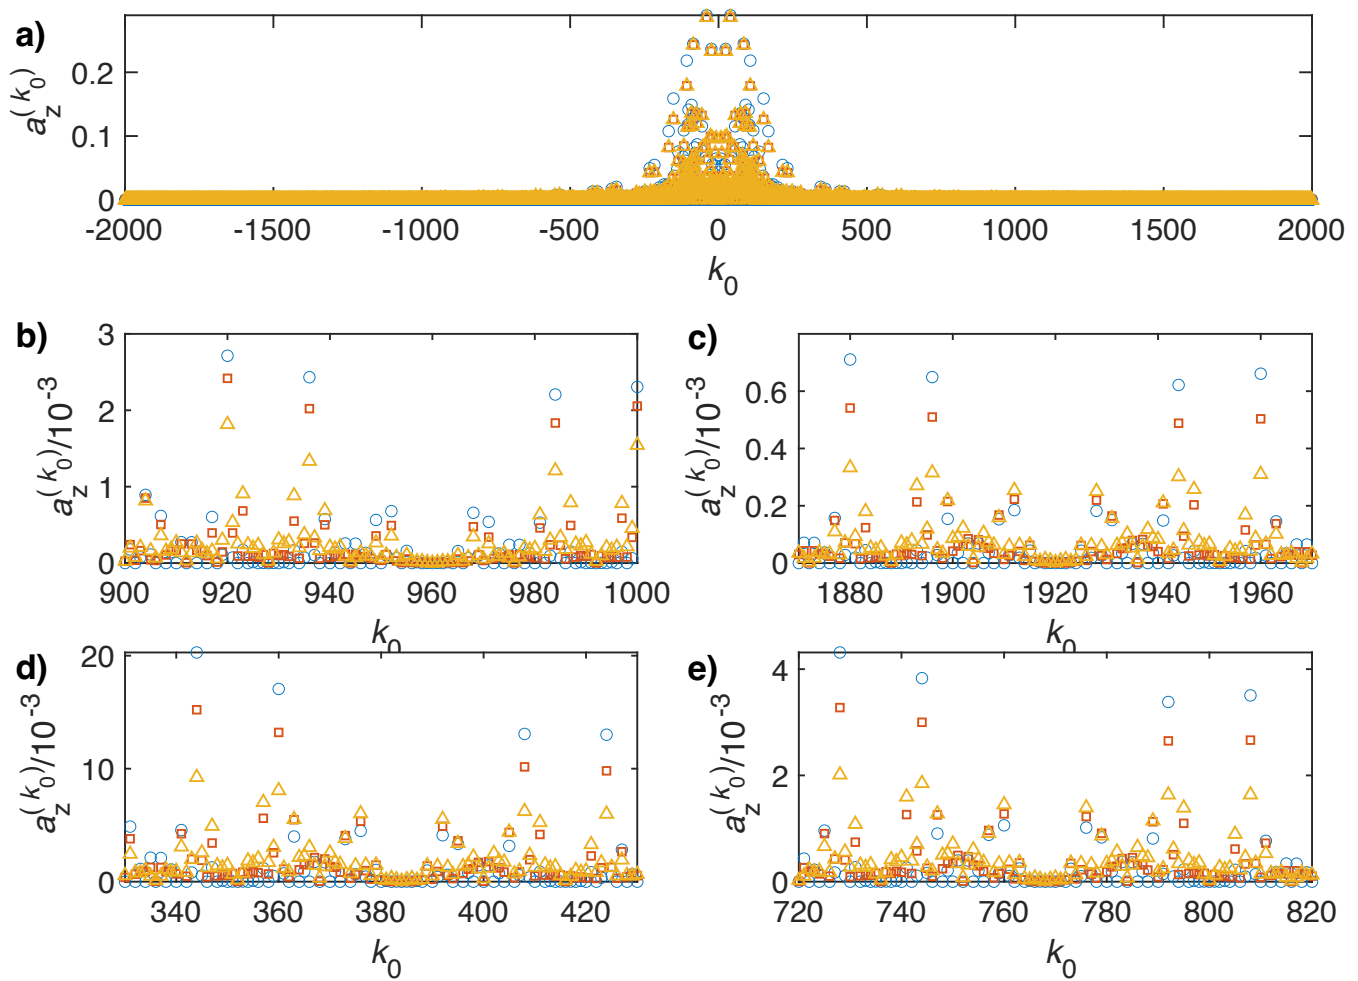 a)
a_z^(k_0)
0.2
0.1
0
-2000 -1500 -1000 -500 0 500 1000 1500 2000
k_0
b)
a_z^(k_0)/10^-3
3
2
1
0
900 920 940 960 980 1000
k_0
c)
a_z^(k_0)/10^-3
0.6
0.4
0.2
0
1880 1900 1920 1940 1960
k_0
d)
a_z^(k_0)/10^-3
20
10
0
340 360 380 400 420
k_0
e)
a_z^(k_0)/10^-3
4
2
0
720 740 760 780 800 820
k_0